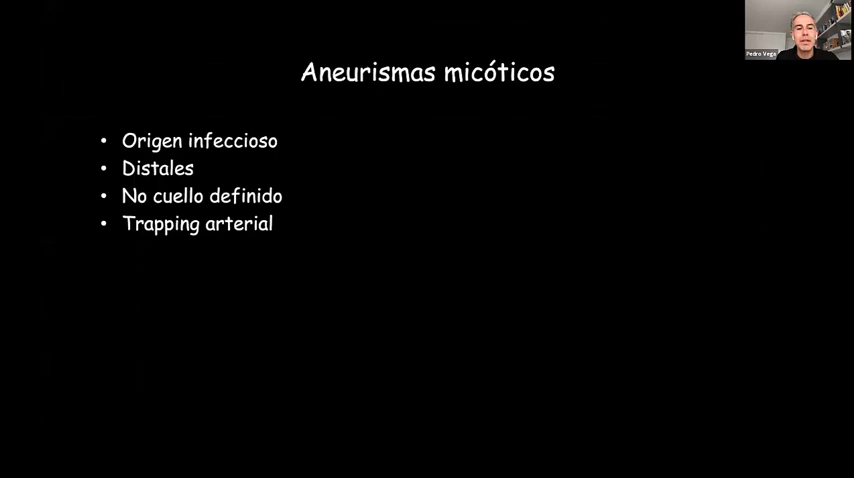 Pedro Vega
Aneurismas micóticos
• Origen infeccioso
• Distales
• No cuello definido
• Trapping arterial